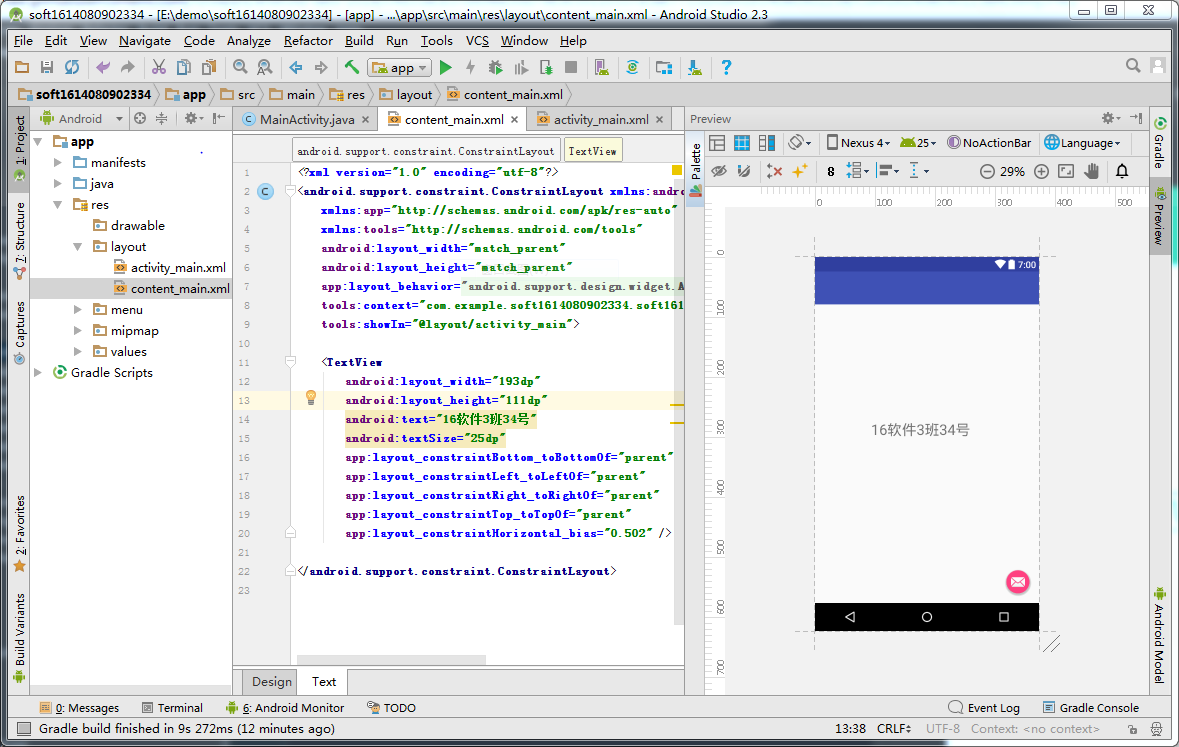 soft1614080902334 - [E:\demo\soft1614080902334] - [app] - ...\app\src\main\res\layout\content_main.xml - Android Studio 2.3
File Edit View Navigate Code Analyze Refactor Build Run Tools VCS Window Help
app
soft1614080902334 app src main res layout content_main.xml
1: Project
Z: Structure
Captures
2: Favorites
Build Variants
Android
app
manifests
java
res
drawable
layout
activity_main.xml
content_main.xml
menu
mipmap
values
Gradle Scripts
MainActivity.java content_main.xml activity_main.xml
android.support.constraint.ConstraintLayout TextView
1 <?xml version="1.0" encoding="utf-8"?>
2 <android.support.constraint.ConstraintLayout xmlns:andro
3 xmlns:app="http://schemas.android.com/apk/res-auto"
4 xmlns:tools="http://schemas.android.com/tools"
5 android:layout_width="match_parent"
6 android:layout_height="match_parent"
7 app:layout_behavior="android.support.design.widget.A
8 tools:context="com.example.soft1614080902334.soft161
9 tools:showIn="@layout/activity_main">
10
11 <TextView
12 android:layout_width="193dp"
13 android:layout_height="111dp"
14 android:text="16软件3班34号"
15 android:textSize="25dp"
16 app:layout_constraintBottom_toBottomOf="parent"
17 app:layout_constraintLeft_toLeftOf="parent"
18 app:layout_constraintRight_toRightOf="parent"
19 app:layout_constraintTop_toTopOf="parent"
20 app:layout_constraintHorizontal_bias="0.502" />
21
22 </android.support.constraint.ConstraintLayout>
23
Design Text
Preview
Palette
Nexus 4 25 NoActionBar Language
8 29%
0 100 200 300 400 500
0
100
200
300
400
500
600
700
7:00
16软件3班34号
Gradle
Preview
Android Model
0: Messages Terminal 6: Android Monitor TODO Event Log Gradle Console
Gradle build finished in 9s 272ms (12 minutes ago) 13:38 CRLF UTF-8 Context: <no context>